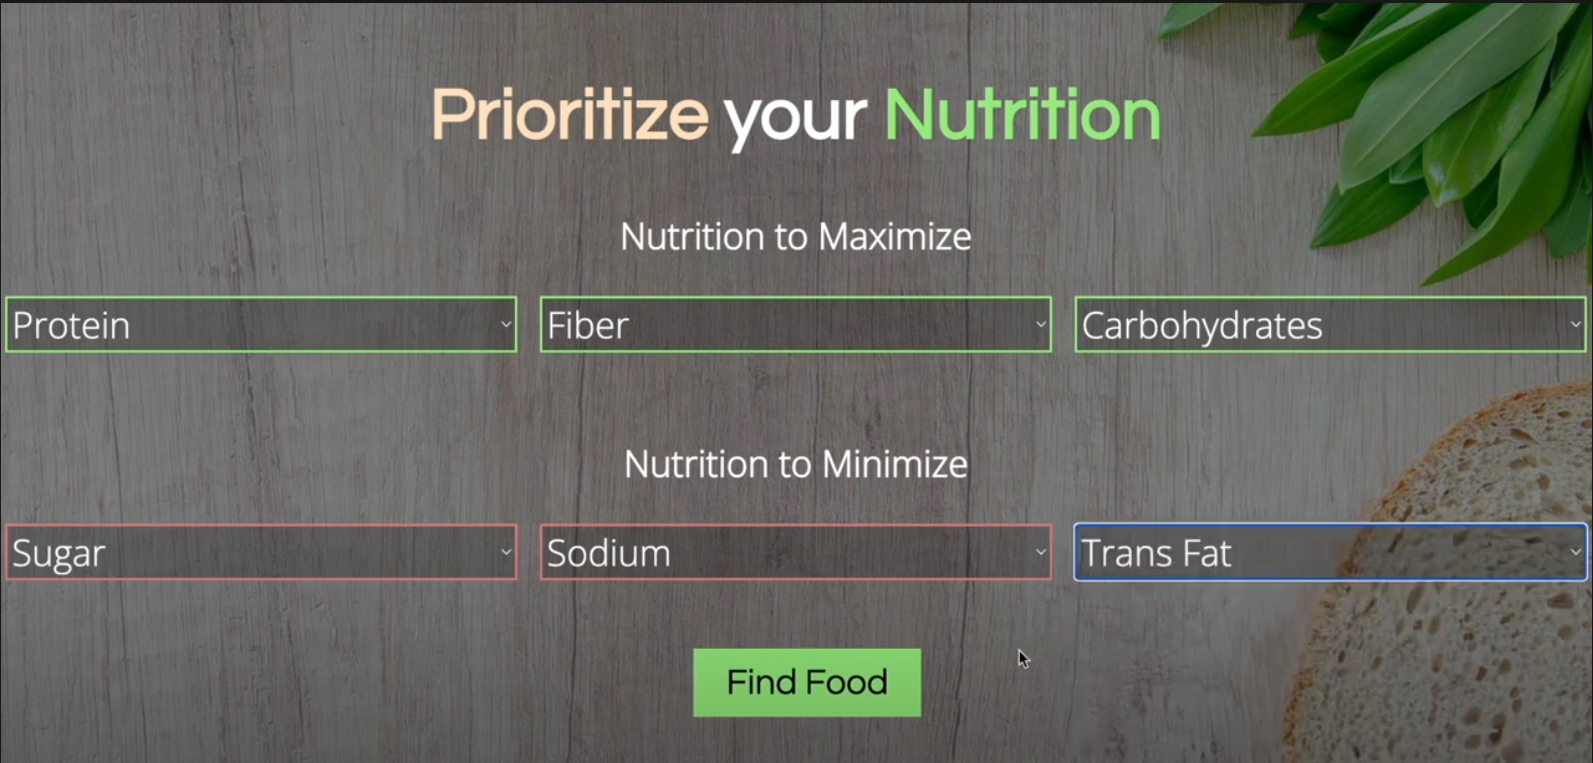 Prioritize your Nutrition
Nutrition to Maximize
Protein Fiber Carbohydrates
Nutrition to Minimize
Sugar Sodium Trans Fat
Find Food